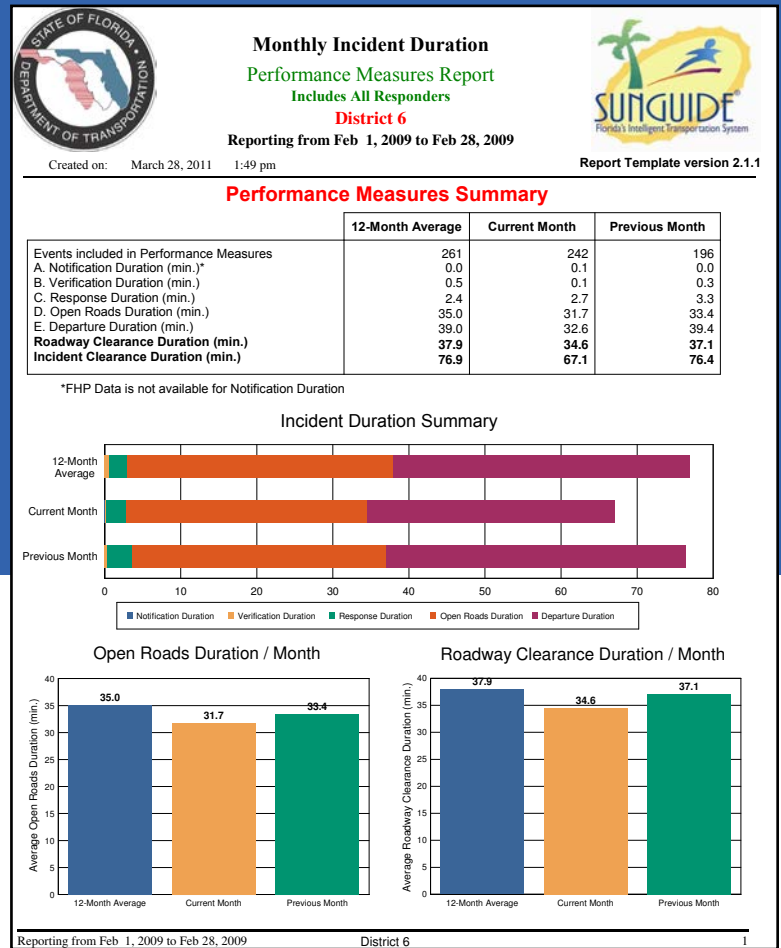 STATE OF FLORIDA
DEPARTMENT OF TRANSPORTATION
Monthly Incident Duration
Performance Measures Report
Includes All Responders
District 6
Reporting from Feb 1, 2009 to Feb 28, 2009
SUNGUIDE®
Florida's Intelligent Transportation System
Created on: March 28, 2011 1:49 pm
Report Template version 2.1.1
Performance Measures Summary
12-Month Average Current Month Previous Month
Events included in Performance Measures 261 242 196
A. Notification Duration (min.)* 0.0 0.1 0.0
B. Verification Duration (min.) 0.5 0.1 0.3
C. Response Duration (min.) 2.4 2.7 3.3
D. Open Roads Duration (min.) 35.0 31.7 33.4
E. Departure Duration (min.) 39.0 32.6 39.4
Roadway Clearance Duration (min.) 37.9 34.6 37.1
Incident Clearance Duration (min.) 76.9 67.1 76.4
*FHP Data is not available for Notification Duration
Incident Duration Summary
12-Month
Average
Current Month
Previous Month
0 10 20 30 40 50 60 70 80
Notification Duration Verification Duration Response Duration Open Roads Duration Departure Duration
Open Roads Duration / Month
Average Open Roads Duration (min.)
40
35
30
25
20
15
10
5
0
35.0
31.7
33.4
12-Month Average Current Month Previous Month
Roadway Clearance Duration / Month
Average Roadway Clearance Duration (min.)
40
35
30
25
20
15
10
5
0
37.9
34.6
37.1
12-Month Average Current Month Previous Month
Reporting from Feb 1, 2009 to Feb 28, 2009 District 6 1